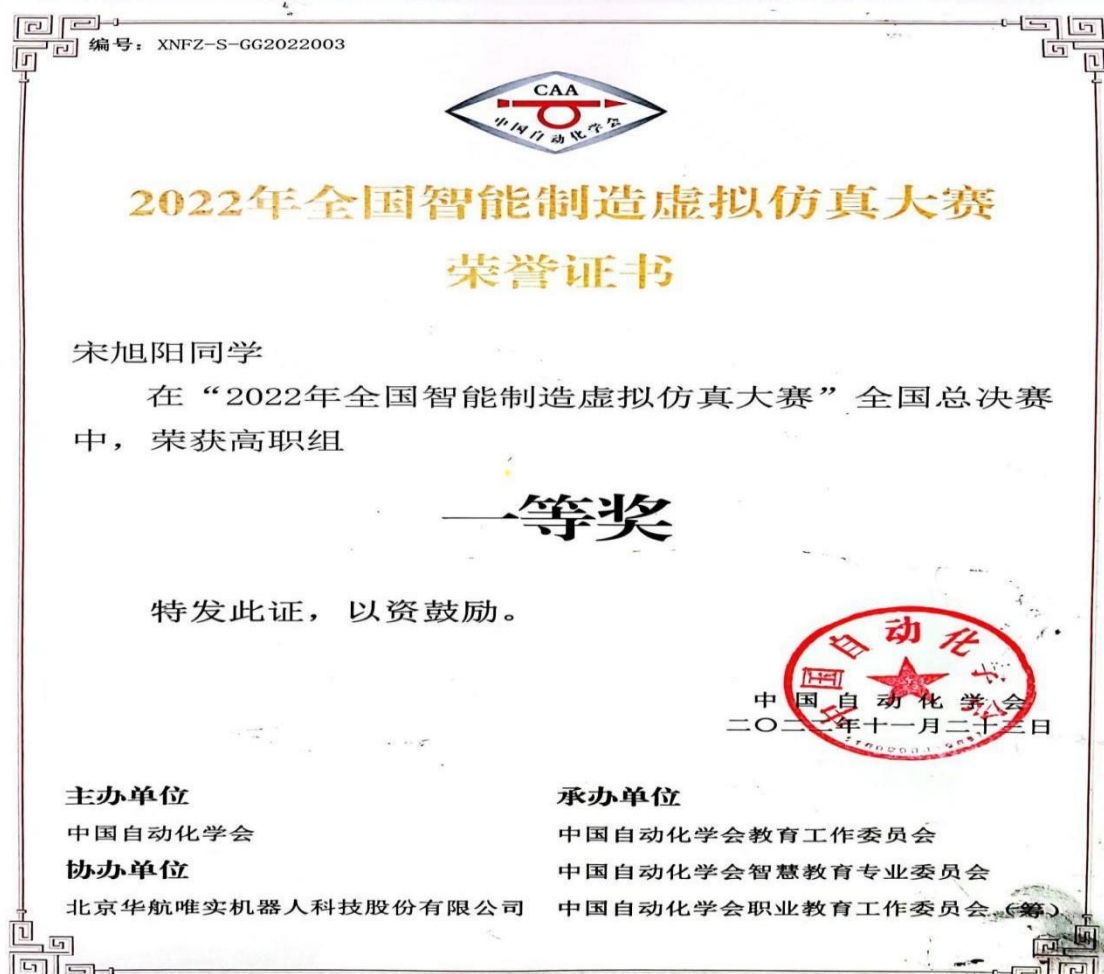 编号：XNFZ-S-GG2022003
CAA
中国自动化学会
2022年全国智能制造虚拟仿真大赛
荣誉证书
宋旭阳同学
在“2022年全国智能制造虚拟仿真大赛”全国总决赛
中，荣获高职组
一等奖
特发此证，以资鼓励。
中国自动化学会
中国自动化学会
二〇二二年十一月二十三日
主办单位
中国自动化学会
协办单位
北京华航唯实机器人科技股份有限公司
承办单位
中国自动化学会教育工作委员会
中国自动化学会智慧教育专业委员会
中国自动化学会职业教育工作委员会（筹）